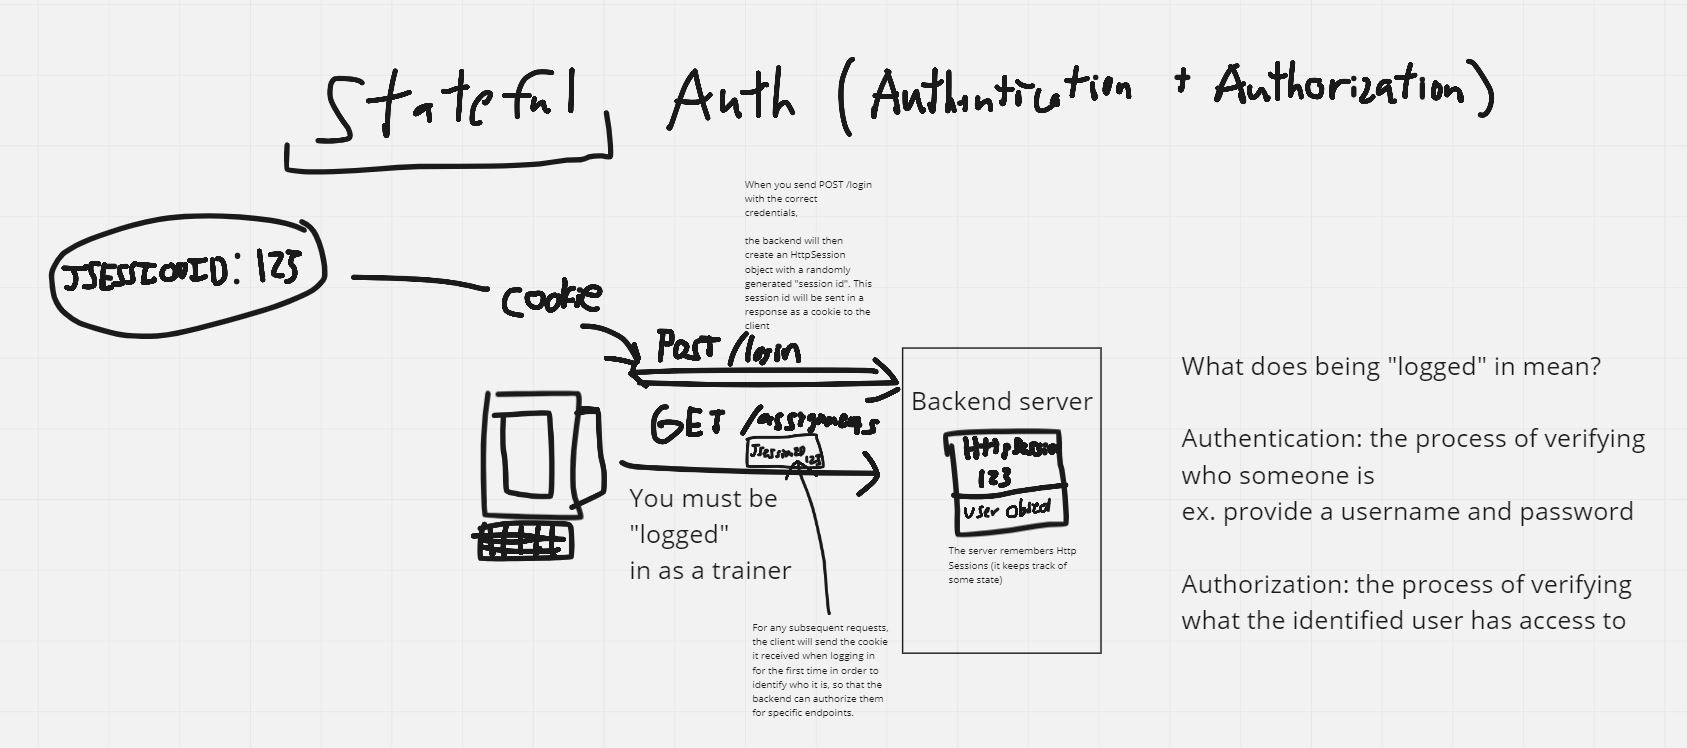 Stateful Auth (Authentication + Authorization)
When you send POST /login
with the correct
credentials,
the backend will then
create an HttpSession
object with a randomly
generated "session id". This
session id will be sent in a
response as a cookie to the
client
JSESSIONID: 123
cookie
POST /login
GET /assignments
JSESSIONID
123
You must be
"logged"
in as a trainer
For any subsequent requests,
the client will send the cookie
it received when logging in
for the first time in order to
identify who it is, so that the
backend can authorize them
for specific endpoints.
Backend server
HttpSession
123
User Object
The server remembers Http
Sessions (it keeps track of
some state)
What does being "logged" in mean?
Authentication: the process of verifying
who someone is
ex. provide a username and password
Authorization: the process of verifying
what the identified user has access to